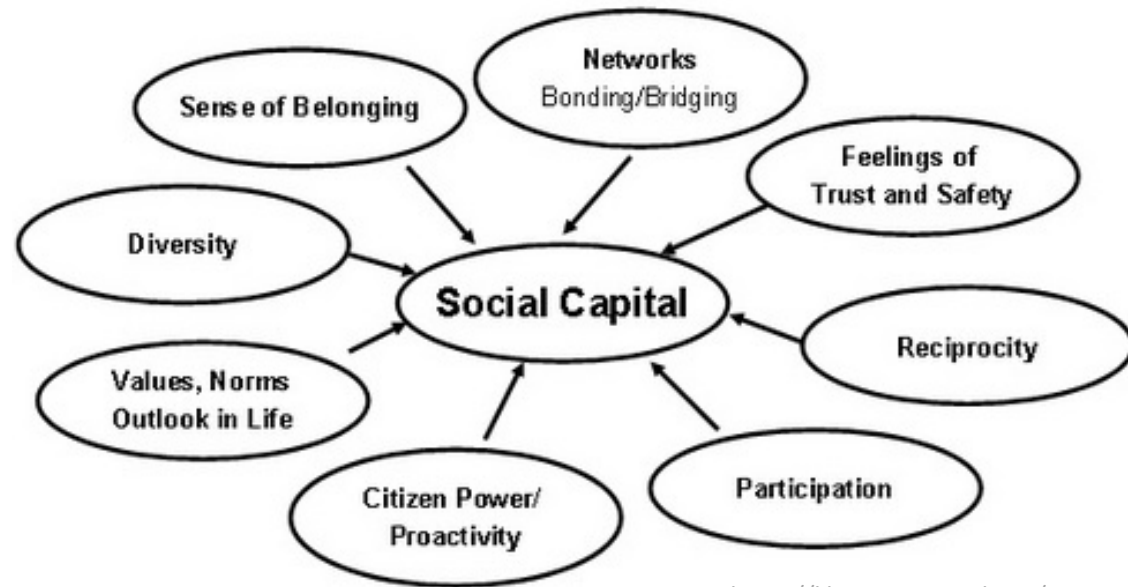 Networks
Bonding/Bridging
Sense of Belonging
Feelings of
Trust and Safety
Diversity
Social Capital
Reciprocity
Values, Norms
Outlook in Life
Citizen Power/
Proactivity
Participation